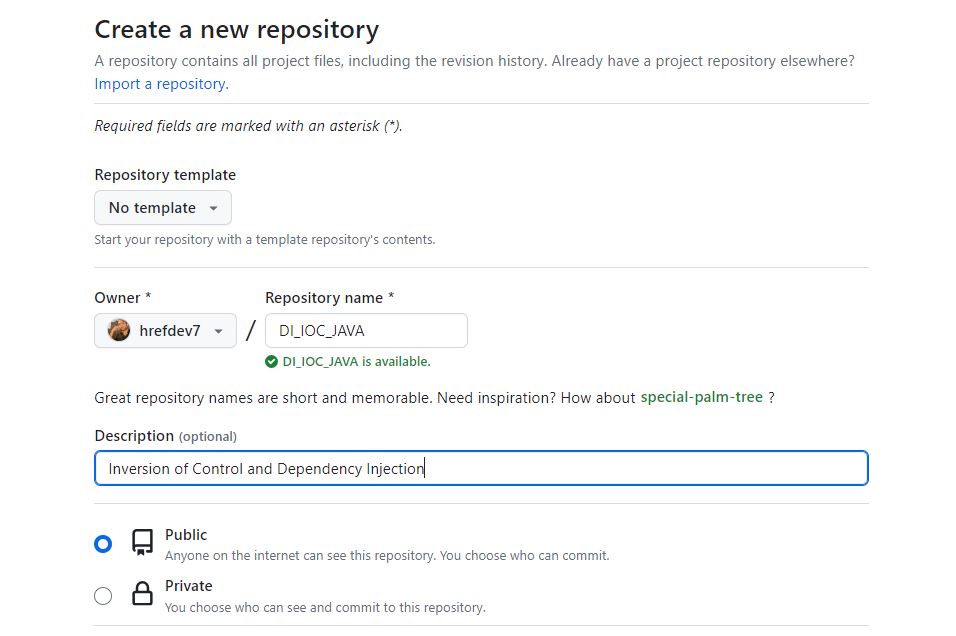 Create a new repository
A repository contains all project files, including the revision history. Already have a project repository elsewhere?
Import a repository.
Required fields are marked with an asterisk (*).
Repository template
No template
Start your repository with a template repository's contents.
Owner * Repository name *
hrefdev7 / DI_IOC_JAVA
DI_IOC_JAVA is available.
Great repository names are short and memorable. Need inspiration? How about special-palm-tree ?
Description (optional)
Inversion of Control and Dependency Injection
Public
Anyone on the internet can see this repository. You choose who can commit.
Private
You choose who can see and commit to this repository.